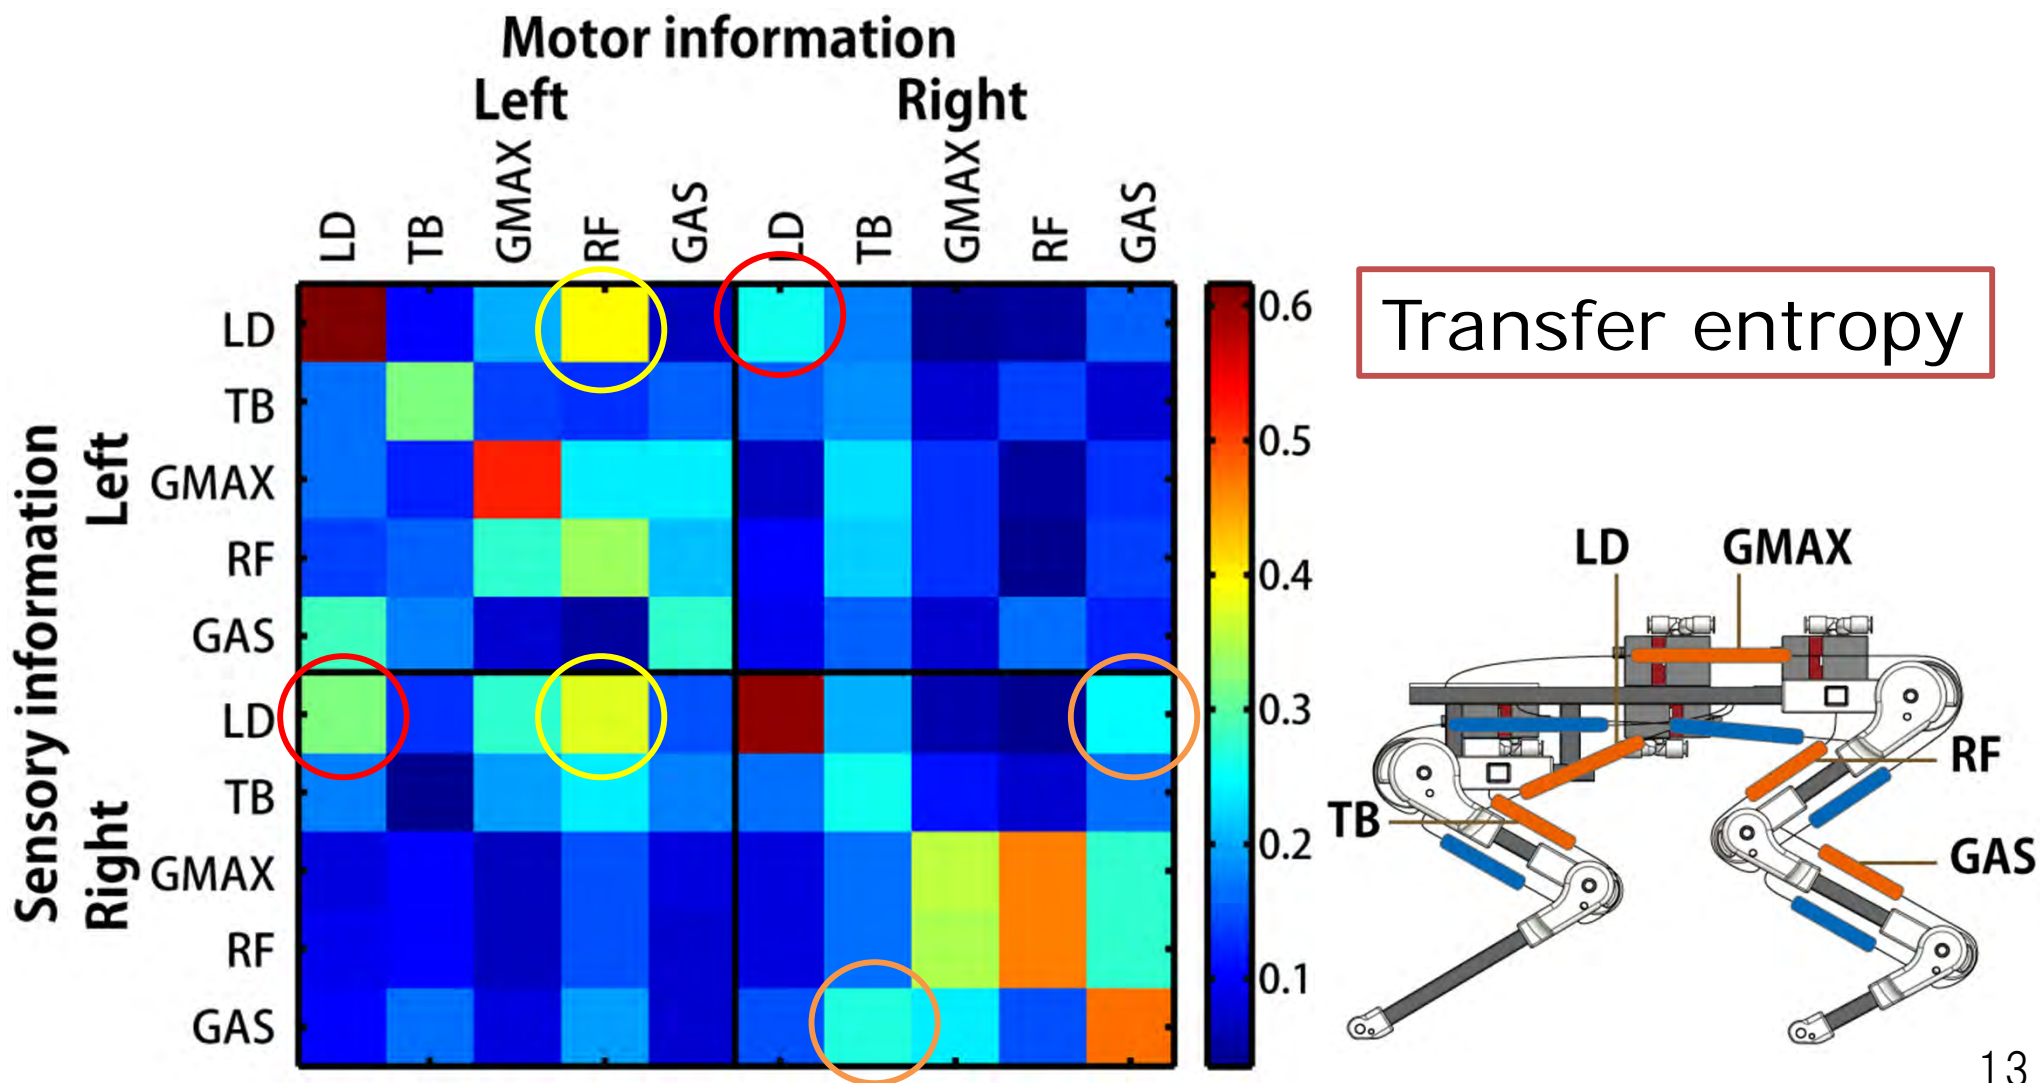 Motor information
Left Right
LD TB GMAX RF GAS LD TB GMAX RF GAS
Sensory information
Left
LD
TB
GMAX
RF
GAS
Right
LD
TB
GMAX
RF
GAS
0.6
0.5
0.4
0.3
0.2
0.1
Transfer entropy
LD GMAX
RF
TB
GAS
13